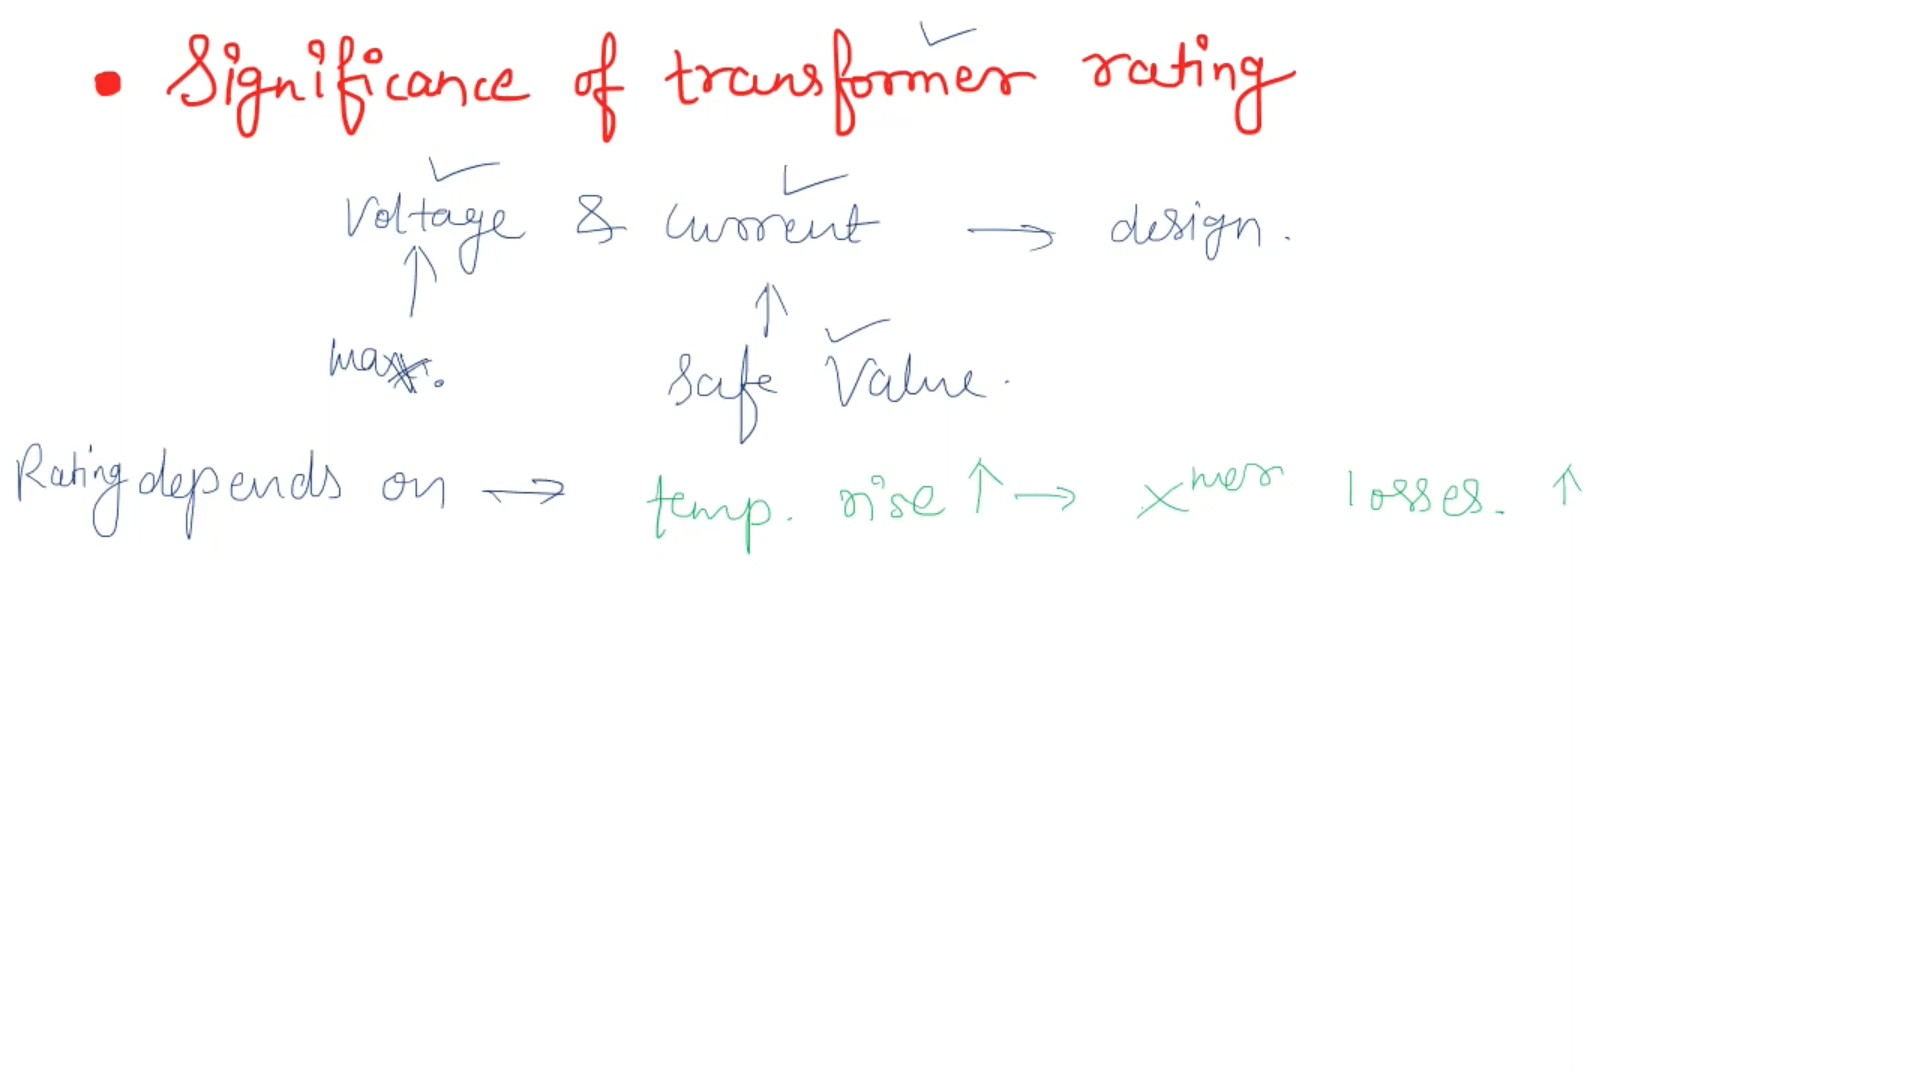 • Significance of transformer rating
Voltage & current → design.
↑ ↑
max. Safe Value.
Rating depends on → temp. rise ↑ → xmer losses. ↑